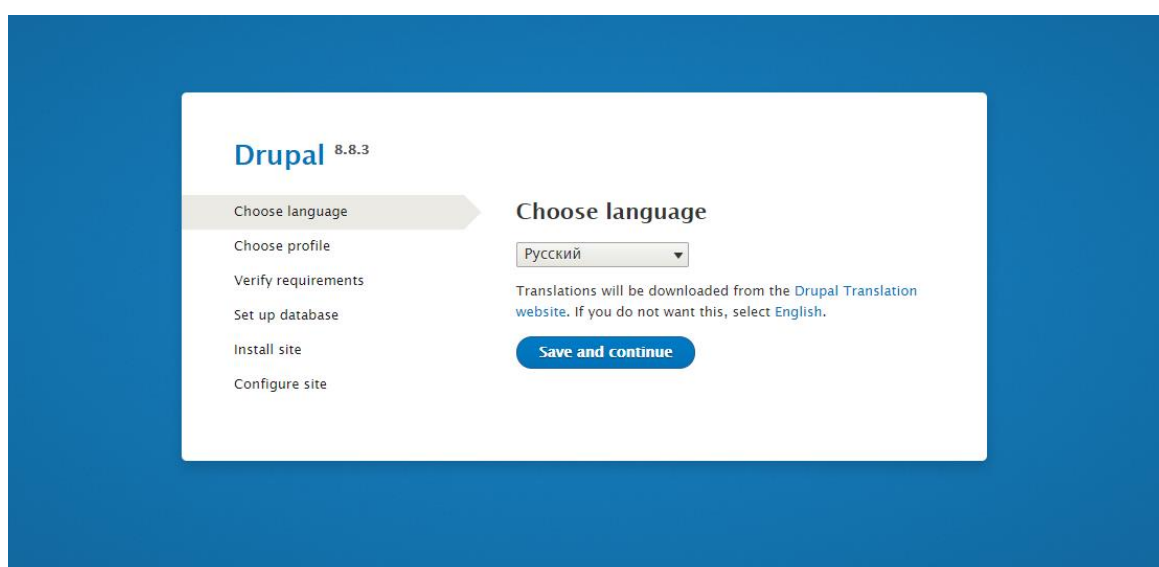 Drupal 8.8.3
Choose language
Choose profile
Verify requirements
Set up database
Install site
Configure site
Choose language
Русский
Translations will be downloaded from the Drupal Translation
website. If you do not want this, select English.
Save and continue